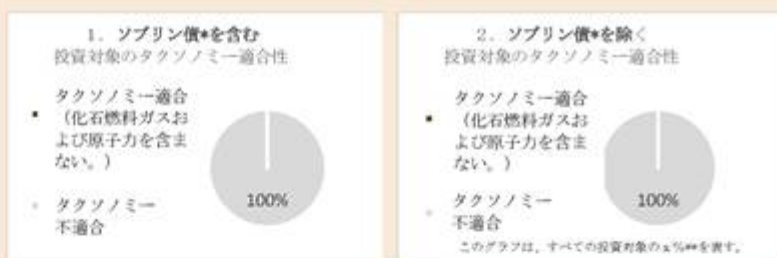 1. ソブリン債*を含む
投資対象のタクソノミー適合性
タクソノミー適合
(化石燃料ガスお
よび原子力を含ま
ない。)
タクソノミー
不適合
100%
2. ソブリン債*を除く
投資対象のタクソノミー適合性
タクソノミー適合
(化石燃料ガスお
よび原子力を含ま
ない。)
タクソノミー
不適合
100%
このグラフは、すべての投資対象のx%**を表す。